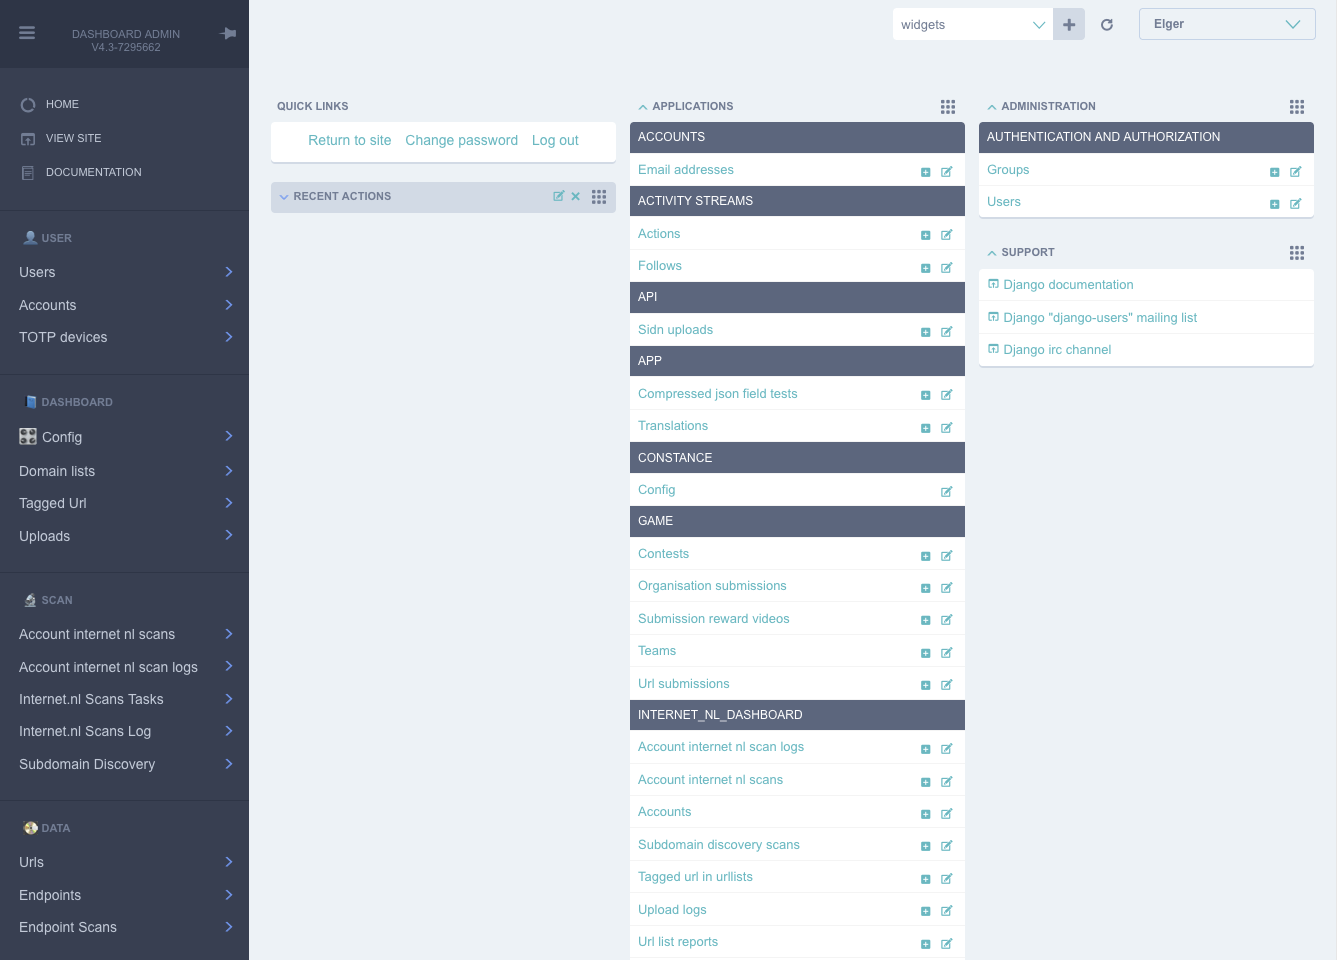 DASHBOARD ADMIN
V4.3-7295662
HOME
VIEW SITE
DOCUMENTATION
USER
Users
Accounts
TOTP devices
DASHBOARD
Config
Domain lists
Tagged Url
Uploads
SCAN
Account internet nl scans
Account internet nl scan logs
Internet.nl Scans Tasks
Internet.nl Scans Log
Subdomain Discovery
DATA
Urls
Endpoints
Endpoint Scans
widgets
Elger
QUICK LINKS
Return to site Change password Log out
RECENT ACTIONS
APPLICATIONS
ACCOUNTS
Email addresses
ACTIVITY STREAMS
Actions
Follows
API
Sidn uploads
APP
Compressed json field tests
Translations
CONSTANCE
Config
GAME
Contests
Organisation submissions
Submission reward videos
Teams
Url submissions
INTERNET_NL_DASHBOARD
Account internet nl scan logs
Account internet nl scans
Accounts
Subdomain discovery scans
Tagged url in urllists
Upload logs
Url list reports
ADMINISTRATION
AUTHENTICATION AND AUTHORIZATION
Groups
Users
SUPPORT
Django documentation
Django "django-users" mailing list
Django irc channel